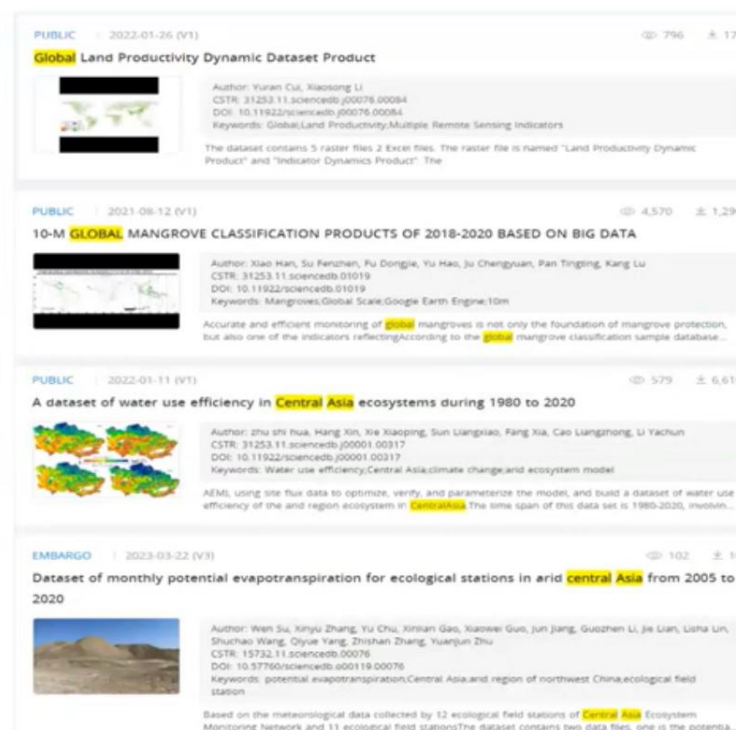 PUBLIC 2022-01-26 (V1) 796 17
Global Land Productivity Dynamic Dataset Product
Author: Yuran Cui, Xiaosong Li
CSTR: 31253.11.sciencedb.j00076.00084
DOI: 10.11922/sciencedb.j00076.00084
Keywords: Global;Land Productivity;Multiple Remote Sensing Indicators
The dataset contains 5 raster files 2 Excel files. The raster file is named "Land Productivity Dynamic
Product" and "Indicator Dynamics Product". The
PUBLIC 2021-08-12 (V1) 4,570 1,29
10-M GLOBAL MANGROVE CLASSIFICATION PRODUCTS OF 2018-2020 BASED ON BIG DATA
Author: Xiao Han, Su Fenzhen, Fu Dongjie, Yu Hao, Ju Chengyuan, Pan Tingting, Kang Lu
CSTR: 31253.11.sciencedb.01019
DOI: 10.11922/sciencedb.01019
Keywords: Mangroves;Global Scale;Google Earth Engine;10m
Accurate and efficient monitoring of global mangroves is not only the foundation of mangrove protection,
but also one of the indicators reflectingAccording to the global mangrove classification sample database...
PUBLIC 2022-01-11 (V1) 579 6,61
A dataset of water use efficiency in Central Asia ecosystems during 1980 to 2020
Author: zhu shi hua, Hang Xin, Xie Xiaoping, Sun Liangxiao, Fang Xia, Cao Liangzhong, Li Yachun
CSTR: 31253.11.sciencedb.j00001.00317
DOI: 10.11922/sciencedb.j00001.00317
Keywords: Water use efficiency;Central Asia;climate change;arid ecosystem model
AEMS, using site flux data to optimize, verify, and parameterize the model, and build a dataset of water use
efficiency of the arid region ecosystem in CentralAsia.The time span of this data set is 1980-2020, involvin...
EMBARGO 2023-03-22 (V3) 102
Dataset of monthly potential evapotranspiration for ecological stations in arid central Asia from 2005 to
2020
Author: Wen Su, Xinyu Zhang, Yu Chu, Xinlian Gao, Xiaowei Guo, Jun Jiang, Guozhen Li, Jie Lian, Lisha Lin,
Shuchao Wang, Qiyue Yang, Zhishan Zhang, Yuanjun Zhu
CSTR: 15732.11.sciencedb.00076
DOI: 10.57760/sciencedb.o00119.00076
Keywords: potential evapotranspiration;Central Asia;arid region of northwest China;ecological field
station
Based on the meteorological data collected by 12 ecological field stations of Central Asia Ecosystem
Monitoring Network and 11 ecological field stationsThe dataset contains two data files, one is the potentia...